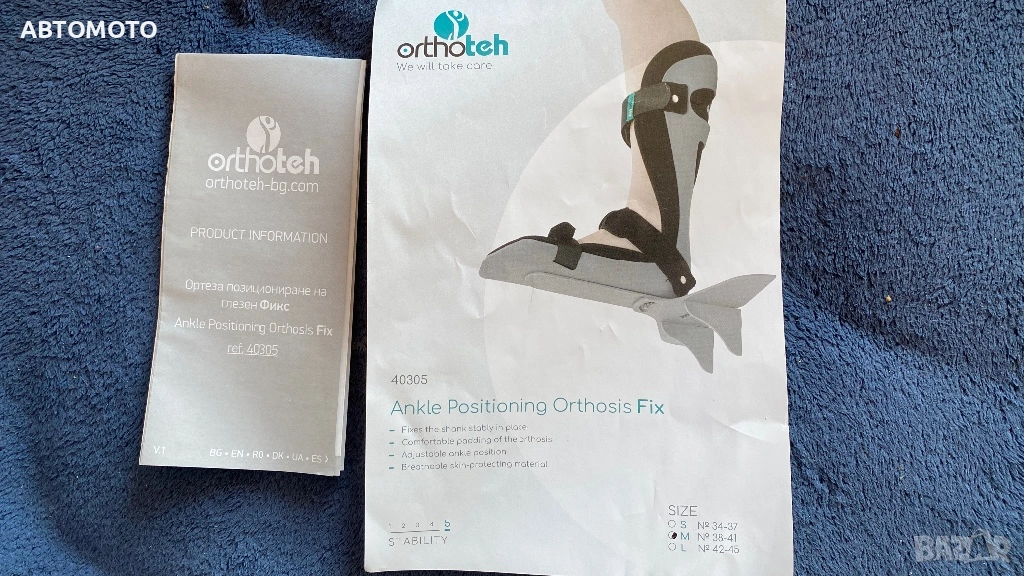 АВТОМОТО
orthoteh
orthoteh-bg.com
PRODUCT INFORMATION
Ортеза позициониране на
глезен Фикс
Ankle Positioning Orthosis Fix
ref. 40305
V.1 BG • EN • RO • DK • UA • ES
orthoteh
We will take care.
40305
Ankle Positioning Orthosis Fix
– Fixes the shank stably in place
– Comfortable padding of the orthosis
– Adjustable ankle position
– Breathable skin-protecting material
1 2 3 4 5
STABILITY
SIZE
S № 34-37
M № 38-41
L № 42-45
BAZAR